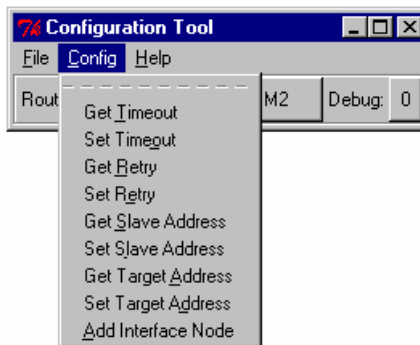 Configuration Tool
File Config Help
Rout M2 Debug: 0
Get Timeout
Set Timeout
Get Retry
Set Retry
Get Slave Address
Set Slave Address
Get Target Address
Set Target Address
Add Interface Node